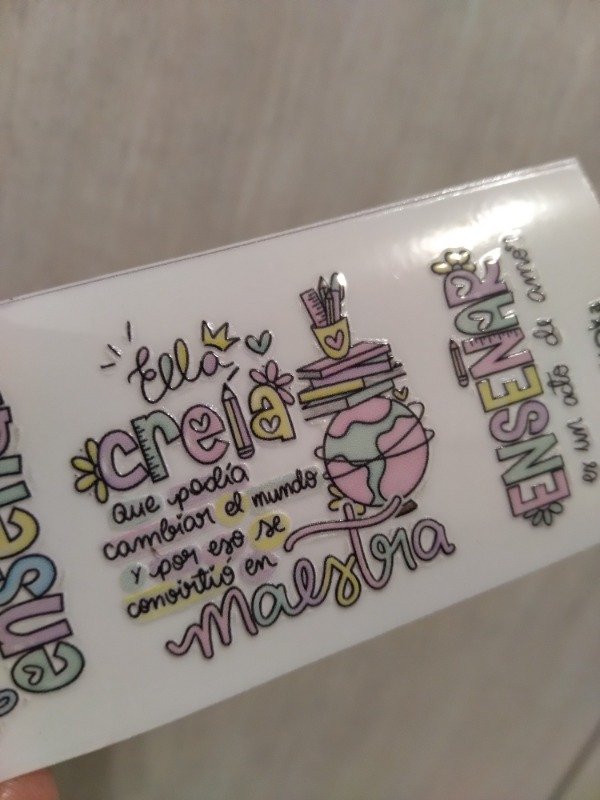 Ella
creía
que podía
cambiar el mundo
y por eso se
convirtió en
Maestra
ENSEÑAR
es un acto de amor